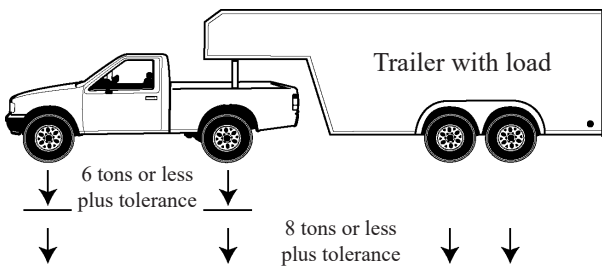 Trailer with load
6 tons or less
plus tolerance
8 tons or less
plus tolerance